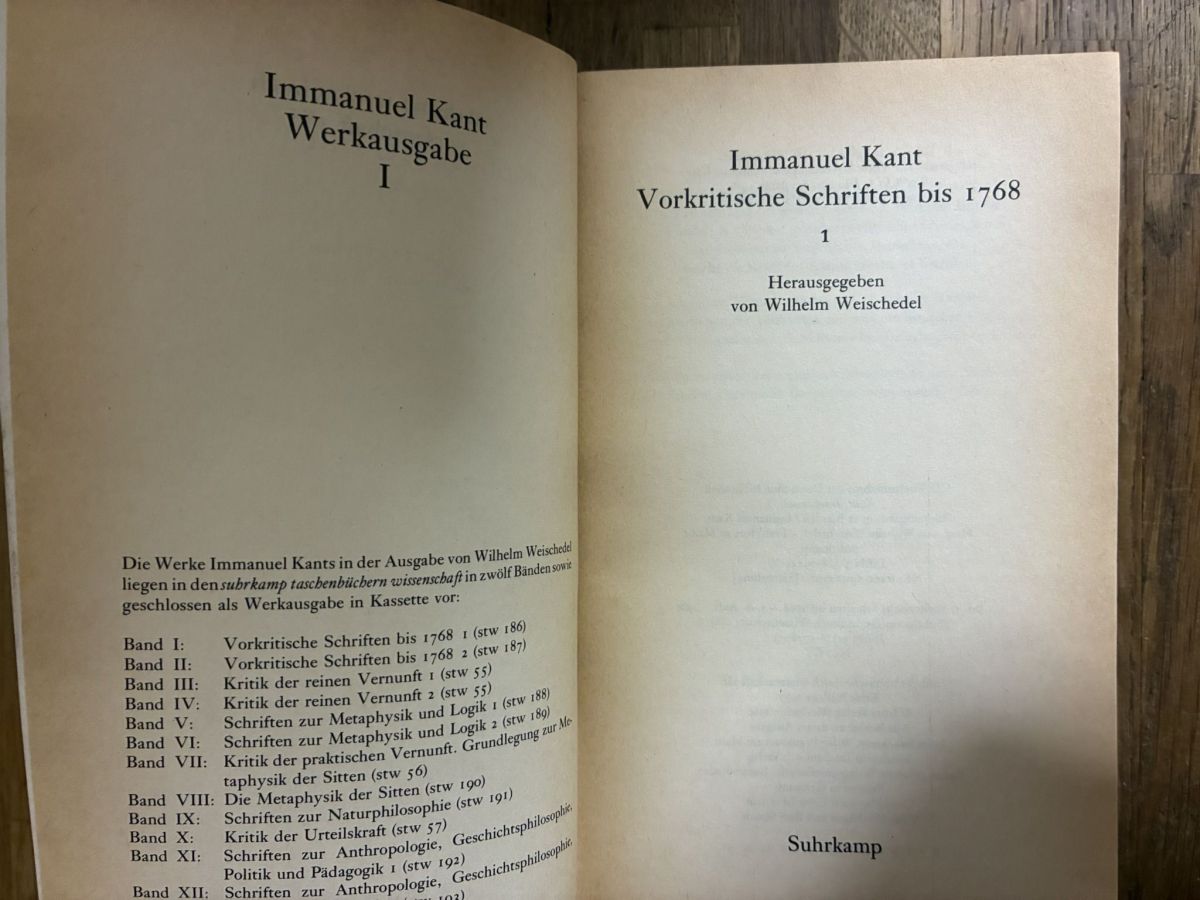 Immanuel Kant
Werkausgabe
I
Die Werke Immanuel Kants in der Ausgabe von Wilhelm Weischedel
liegen in den suhrkamp taschenbüchern wissenschaft in zwölf Bänden sowie
geschlossen als Werkausgabe in Kassette vor:
Band I: Vorkritische Schriften bis 1768 1 (stw 186)
Band II: Vorkritische Schriften bis 1768 2 (stw 187)
Band III: Kritik der reinen Vernunft 1 (stw 55)
Band IV: Kritik der reinen Vernunft 2 (stw 55)
Band V: Schriften zur Metaphysik und Logik 1 (stw 188)
Band VI: Schriften zur Metaphysik und Logik 2 (stw 189)
Band VII: Kritik der praktischen Vernunft. Grundlegung zur Me-
taphysik der Sitten (stw 56)
Band VIII: Die Metaphysik der Sitten (stw 190)
Band IX: Schriften zur Naturphilosophie (stw 191)
Band X: Kritik der Urteilskraft (stw 57)
Band XI: Schriften zur Anthropologie, Geschichtsphilosophie,
Politik und Pädagogik 1 (stw 192)
Band XII: Schriften zur Anthropologie, Geschichtsphilosophie,
Immanuel Kant
Vorkritische Schriften bis 1768
1
Herausgegeben
von Wilhelm Weischedel
Suhrkamp